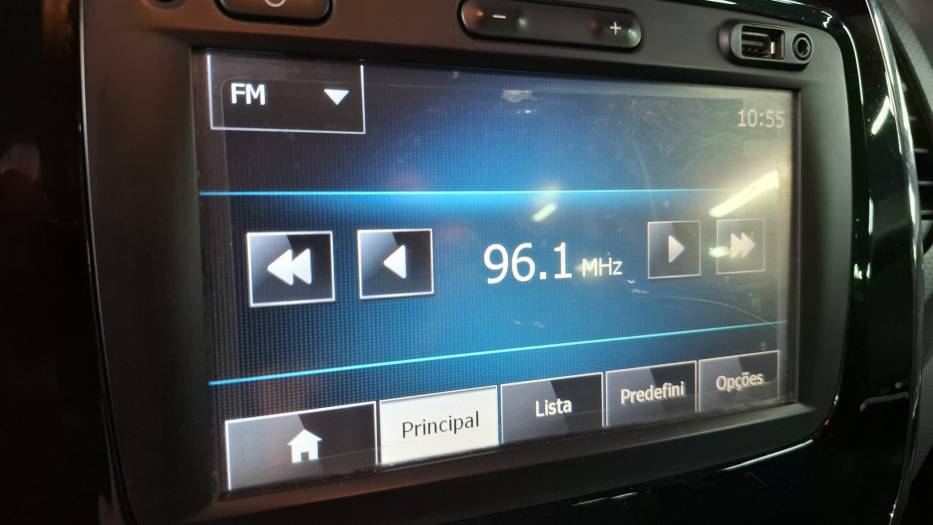 − +
FM
10:55
96.1 MHz
Principal
Lista
Predefini
Opções